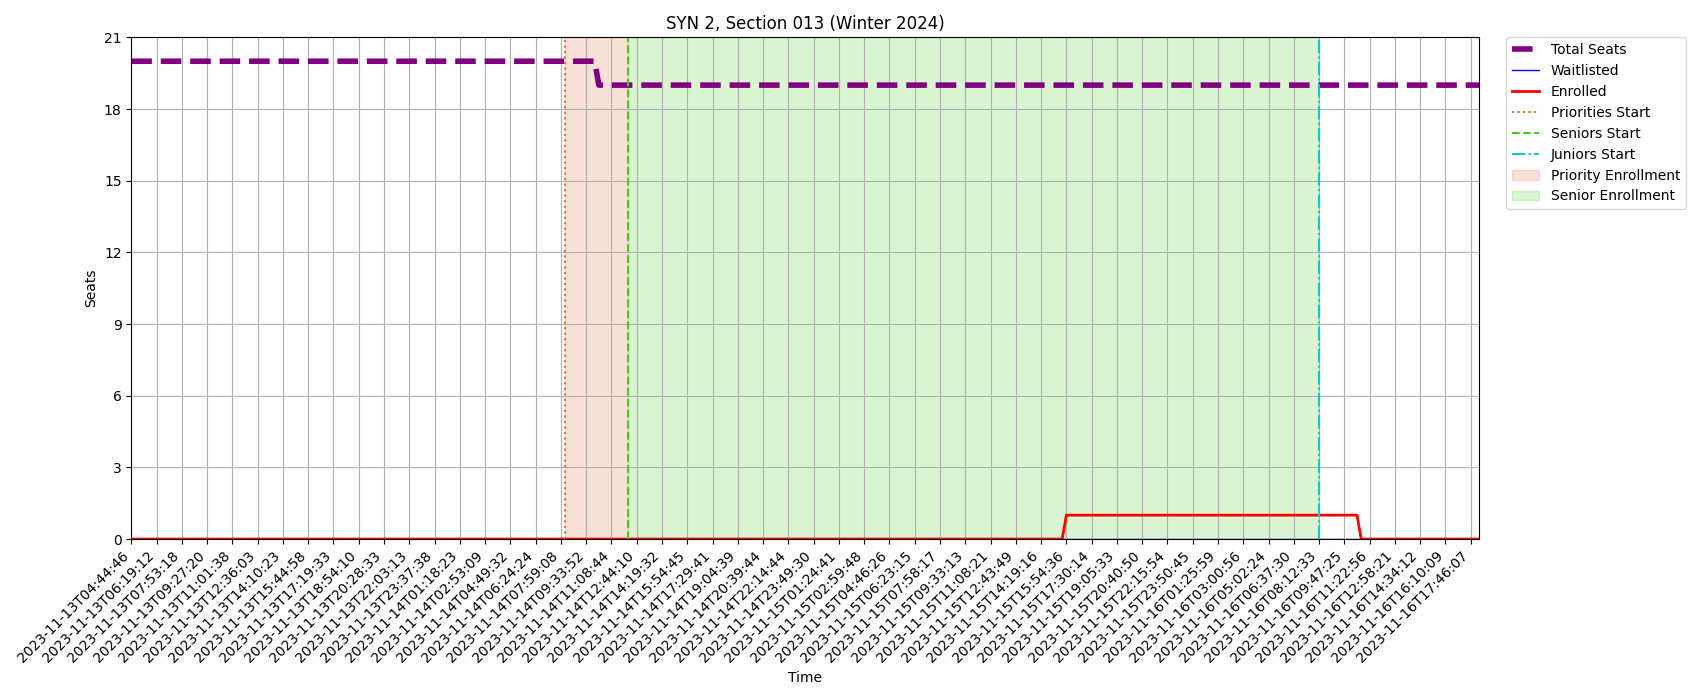 SYN 2, Section 013 (Winter 2024)
21
18
15
12
9
6
3
0
Seats
2023-11-13T04:44:46
2023-11-13T06:19:12
2023-11-13T07:53:18
2023-11-13T09:27:20
2023-11-13T11:01:38
2023-11-13T12:36:03
2023-11-13T14:10:23
2023-11-13T15:44:58
2023-11-13T17:19:33
2023-11-13T18:54:10
2023-11-13T20:28:33
2023-11-13T22:03:13
2023-11-13T23:37:38
2023-11-14T01:18:23
2023-11-14T02:53:09
2023-11-14T04:49:32
2023-11-14T06:24:24
2023-11-14T07:59:08
2023-11-14T09:33:52
2023-11-14T11:08:44
2023-11-14T12:44:10
2023-11-14T14:19:32
2023-11-14T15:54:45
2023-11-14T17:29:41
2023-11-14T19:04:39
2023-11-14T20:39:44
2023-11-14T22:14:44
2023-11-14T23:49:30
2023-11-15T01:24:41
2023-11-15T02:59:48
2023-11-15T04:46:26
2023-11-15T06:23:15
2023-11-15T07:58:17
2023-11-15T09:33:13
2023-11-15T11:08:21
2023-11-15T12:43:49
2023-11-15T14:19:16
2023-11-15T15:54:36
2023-11-15T17:30:14
2023-11-15T19:05:33
2023-11-15T20:40:50
2023-11-15T22:15:54
2023-11-15T23:50:45
2023-11-16T01:25:59
2023-11-16T03:00:56
2023-11-16T05:02:24
2023-11-16T06:37:30
2023-11-16T08:12:33
2023-11-16T09:47:25
2023-11-16T11:22:56
2023-11-16T12:58:21
2023-11-16T14:34:12
2023-11-16T16:10:09
2023-11-16T17:46:07
Time
Total Seats
Waitlisted
Enrolled
Priorities Start
Seniors Start
Juniors Start
Priority Enrollment
Senior Enrollment